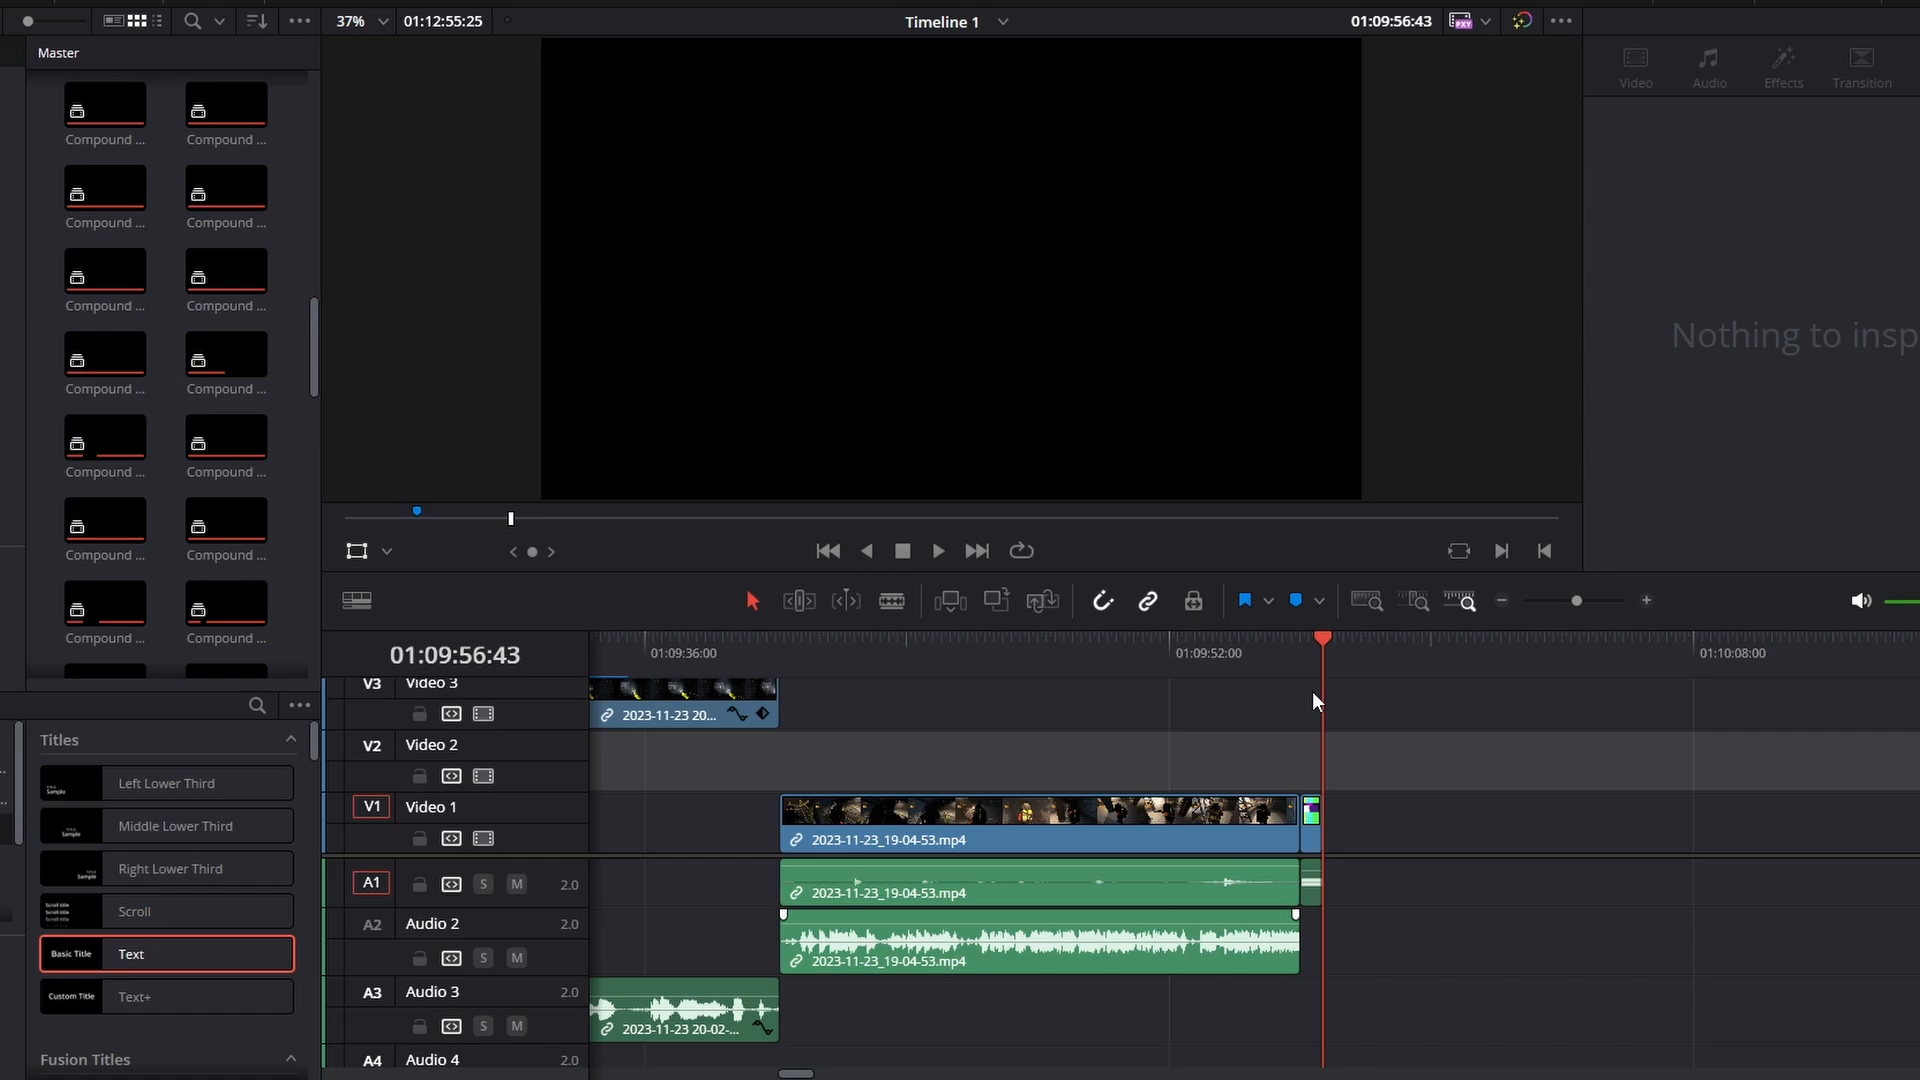 37% 01:12:55:25 Timeline 1 01:09:56:43 PXY
Master
Video Audio Effects Transition
Compound ... Compound ...
Compound ... Compound ...
Compound ... Compound ...
Nothing to insp
Compound ... Compound ...
Compound ... Compound ...
Compound ... Compound ...
Compound ... Compound ...
01:09:56:43 01:09:36:00 01:09:52:00 01:10:08:00
V3 Video 3
2023-11-23 20...
V2 Video 2
V1 Video 1
2023-11-23_19-04-53.mp4
A1 S M 2.0
2023-11-23_19-04-53.mp4
A2 Audio 2 2.0
S M
2023-11-23_19-04-53.mp4
A3 Audio 3 2.0
S M
2023-11-23 20-02-...
A4 Audio 4 2.0
Titles
Left Lower Third
Middle Lower Third
Right Lower Third
Scroll
Basic Title Text
Custom Title Text+
Fusion Titles